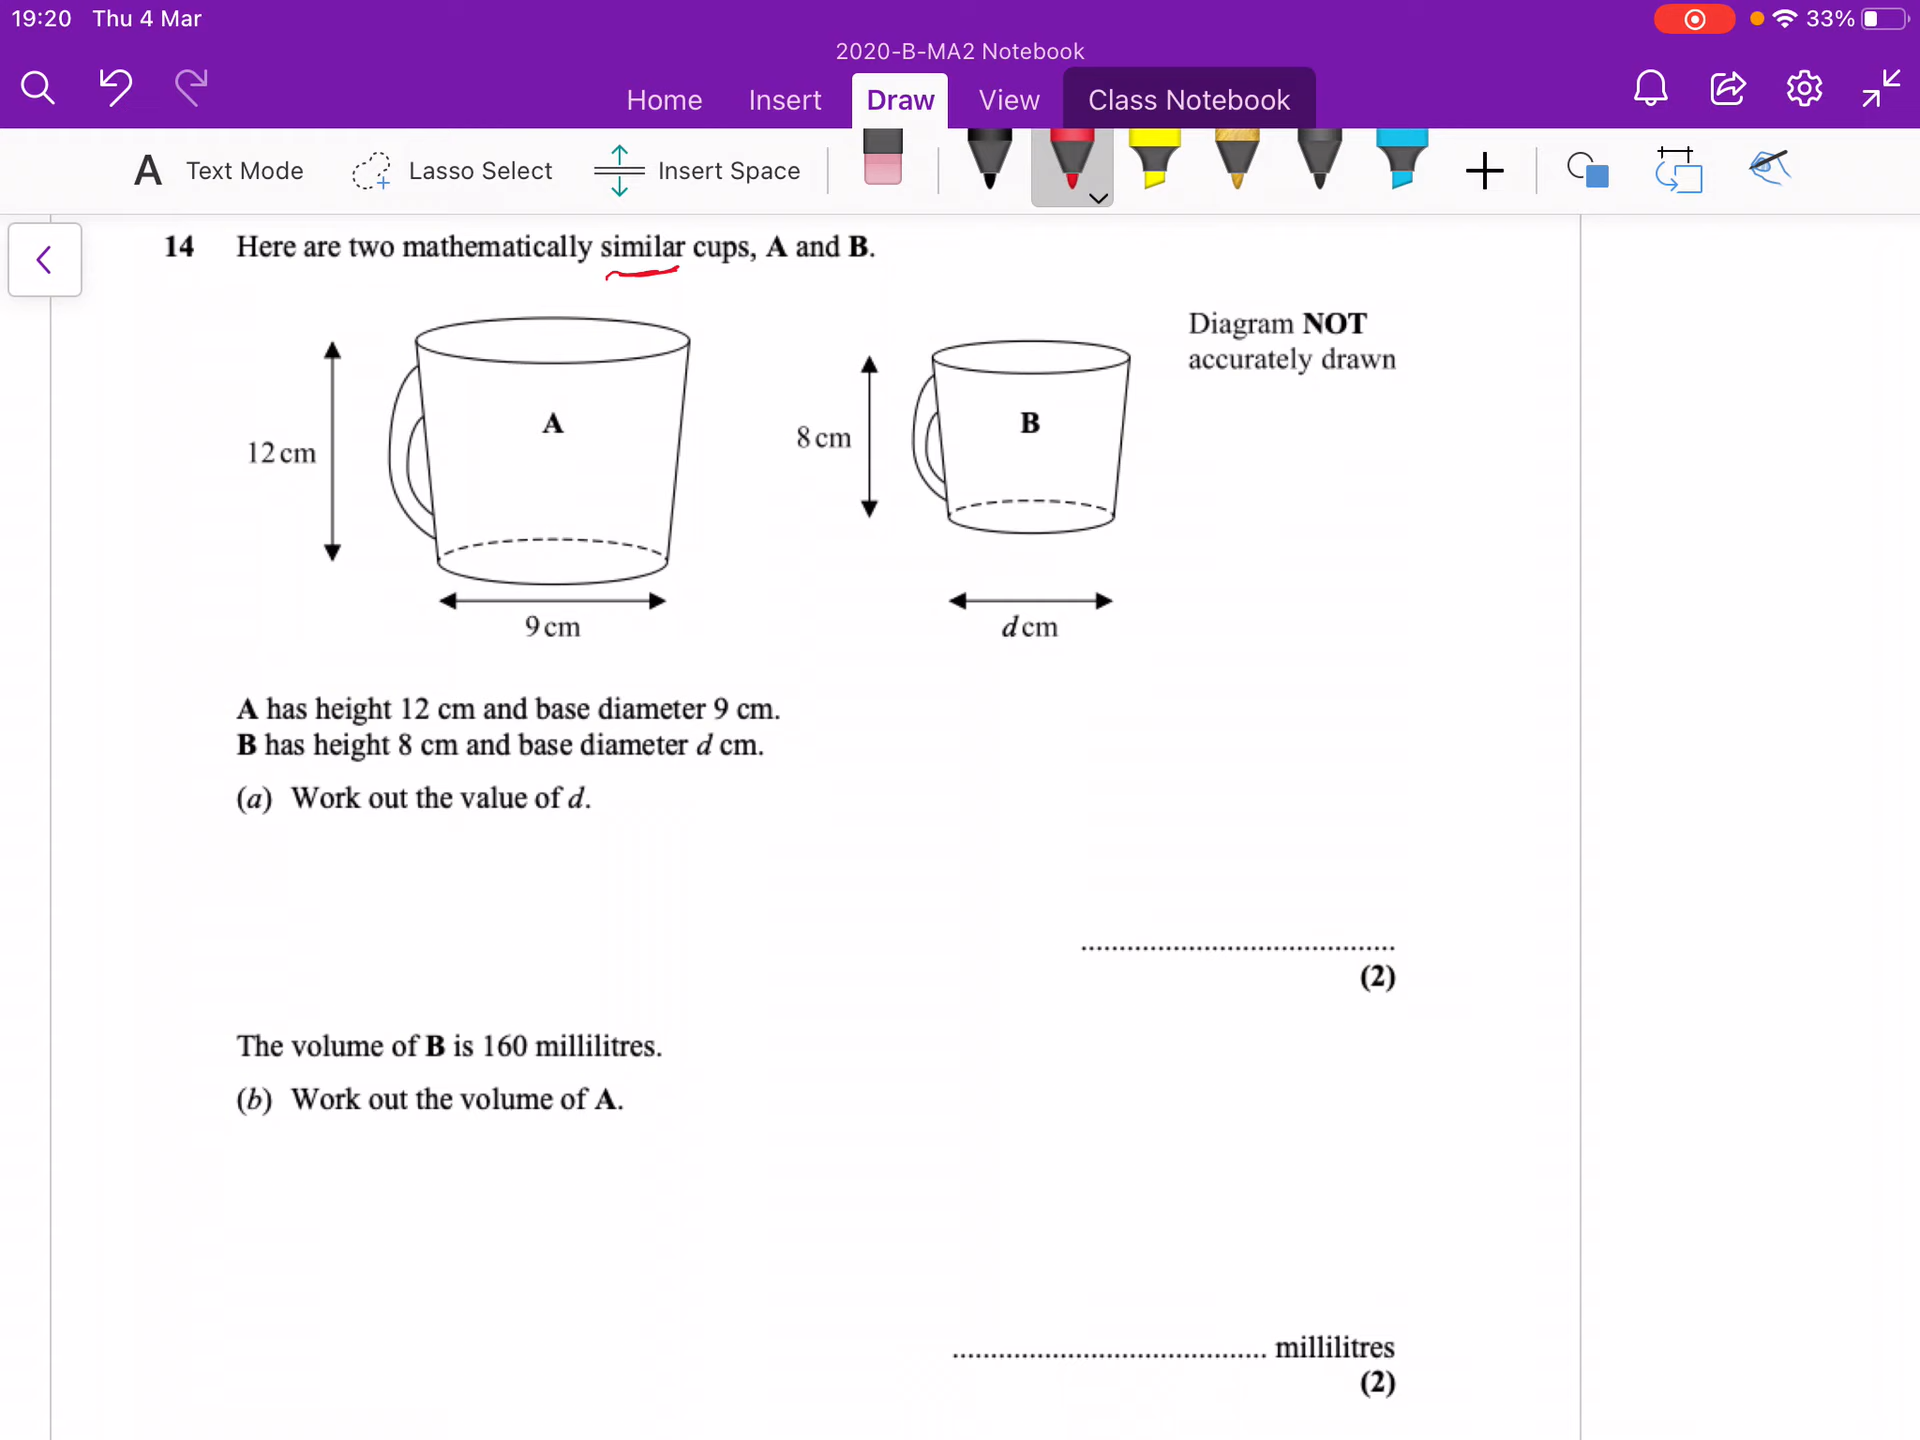 19:20 Thu 4 Mar
33%
2020-B-MA2 Notebook
Home Insert Draw View Class Notebook
A Text Mode Lasso Select Insert Space
14 Here are two mathematically similar cups, A and B.
Diagram NOT
accurately drawn
A
B
12 cm
8 cm
9 cm
d cm
A has height 12 cm and base diameter 9 cm.
B has height 8 cm and base diameter d cm.
(a) Work out the value of d.
.........................................
(2)
The volume of B is 160 millilitres.
(b) Work out the volume of A.
......................................... millilitres
(2)